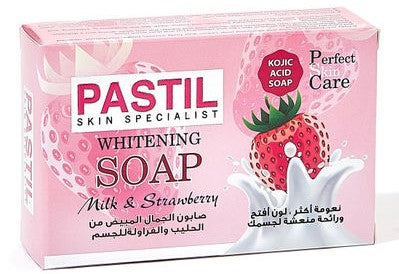 PASTIL
SKIN SPECIALIST
WHITENING
SOAP
Milk & Strawberry
صابون الجمال المبيض من
الحليب والفراولة للجسم
KOJIC
ACID
SOAP
Perfect
Skin
Care
نعومة أكثر ، لون أفتح
ورائحة منعشة لجسمك
PASTIL